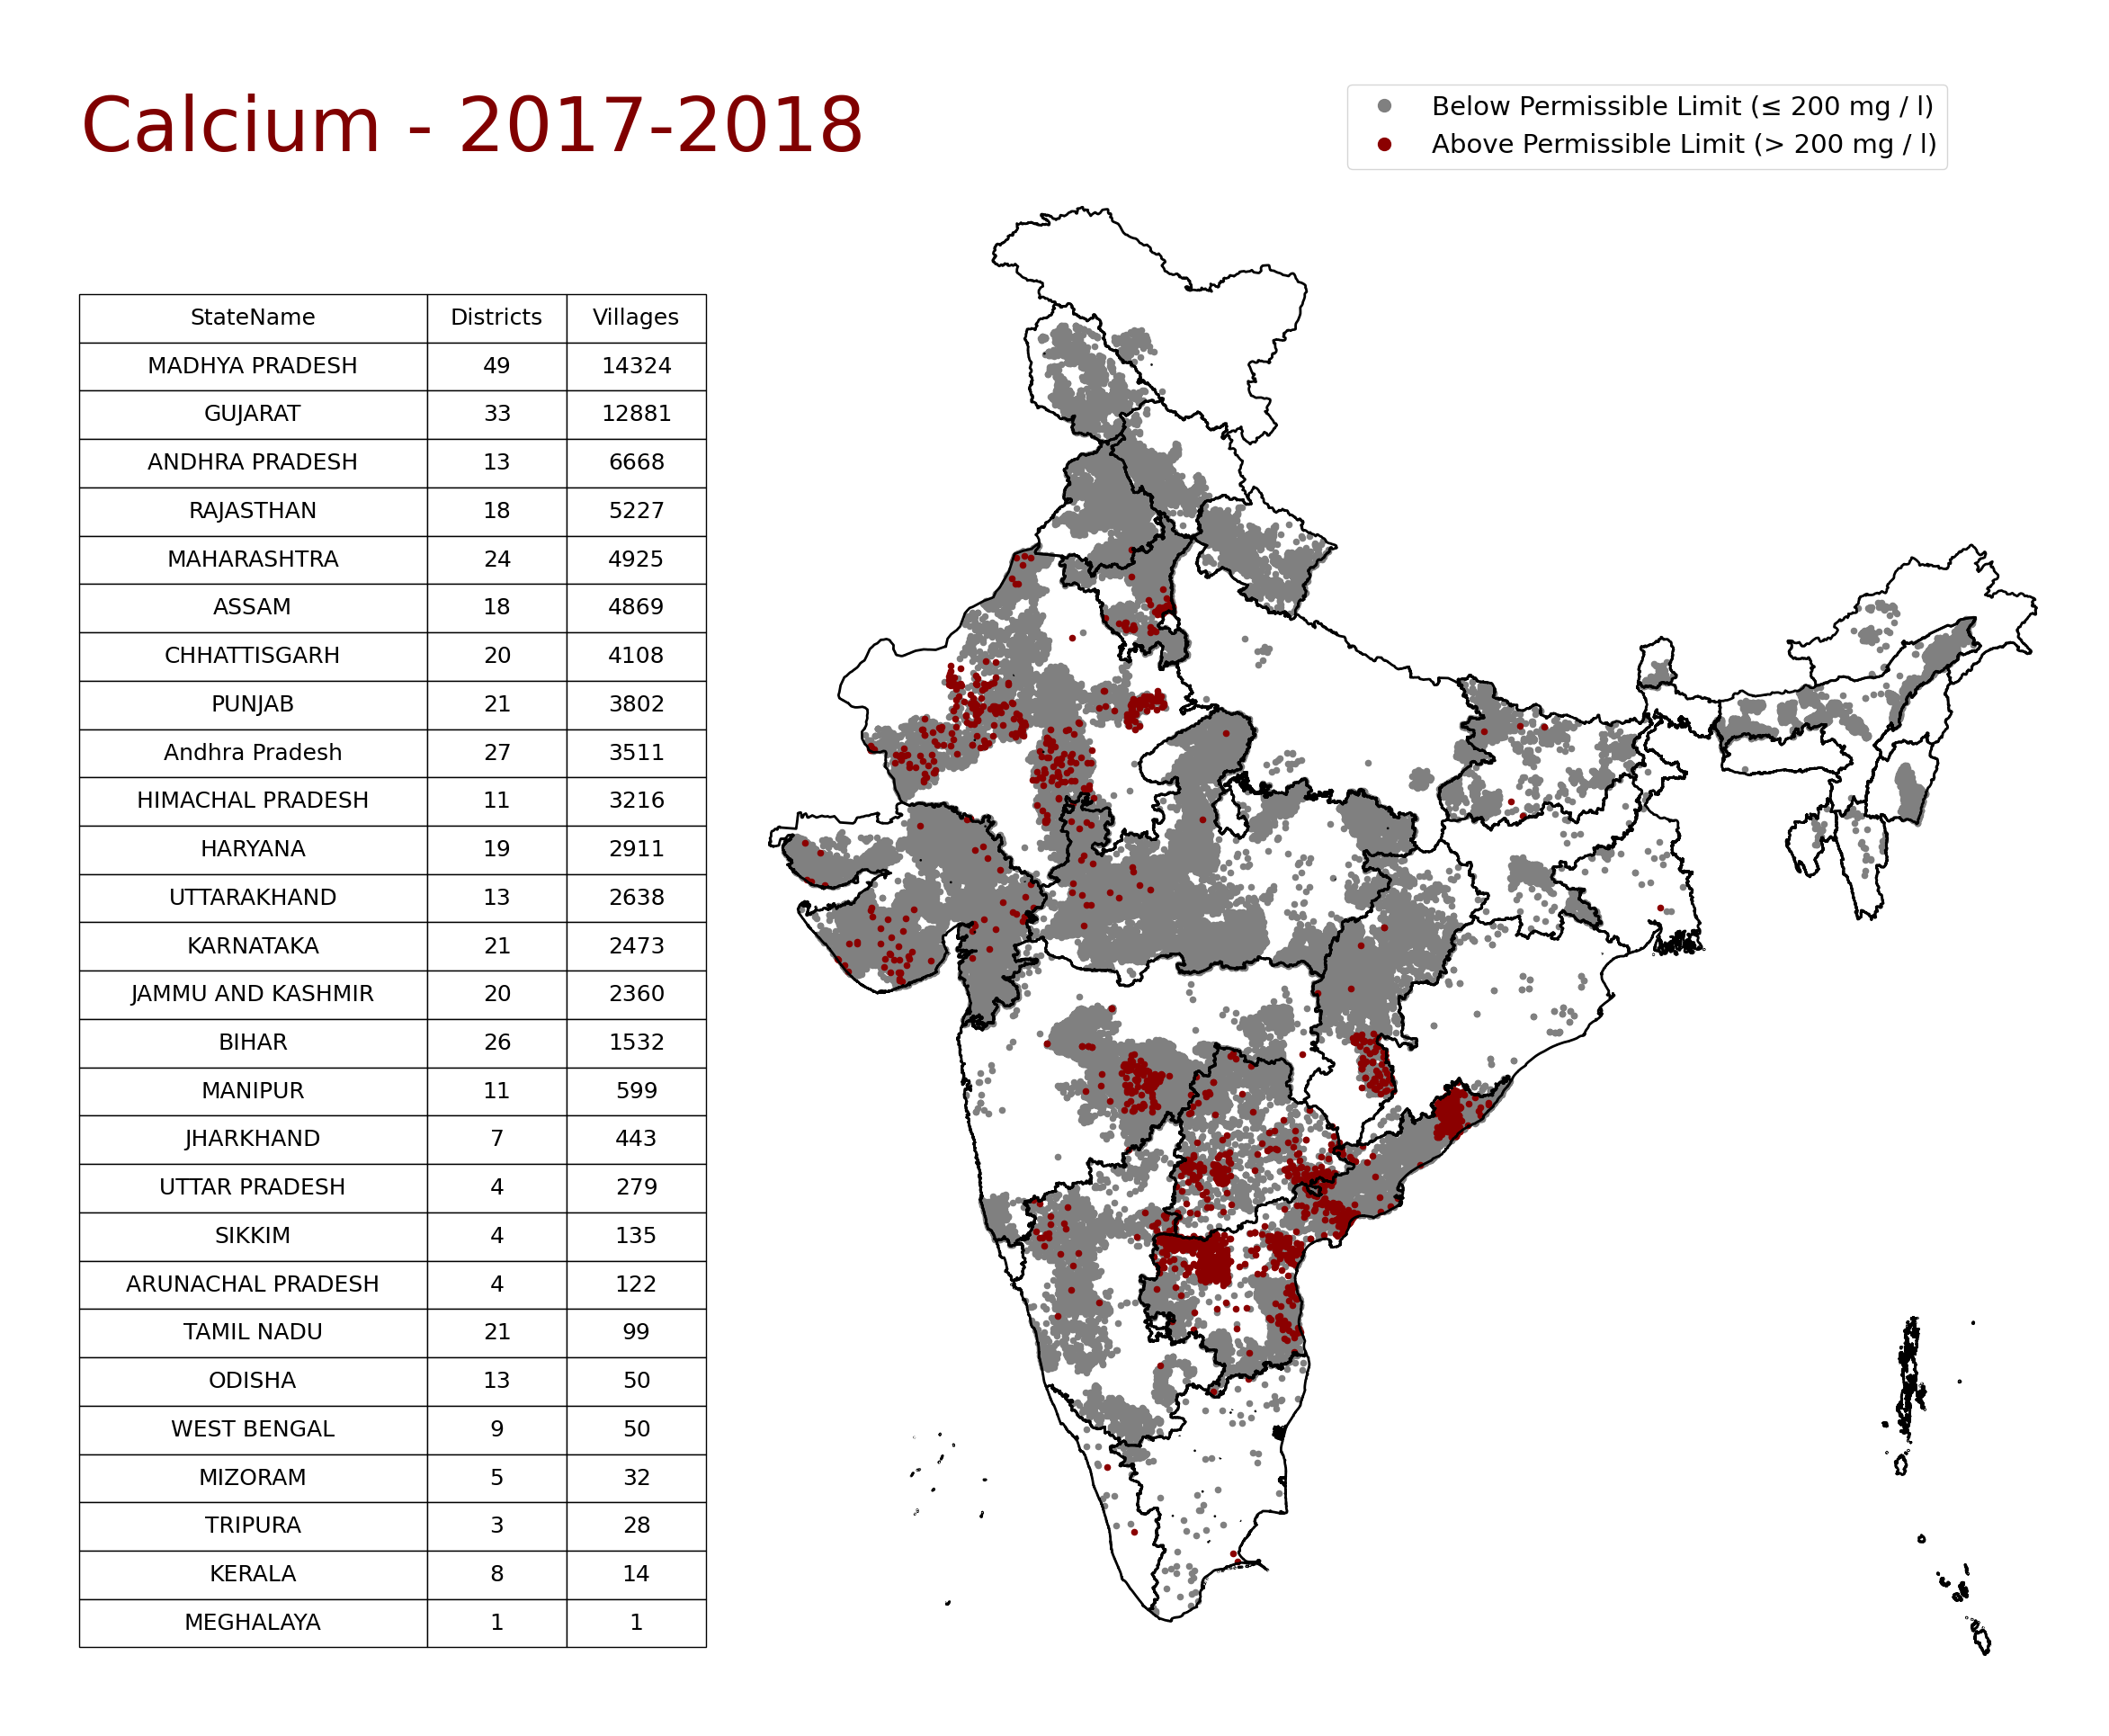 Calcium - 2017-2018
Below Permissible Limit (≤ 200 mg / l)
Above Permissible Limit (> 200 mg / l)
StateName Districts Villages
MADHYA PRADESH 49 14324
GUJARAT 33 12881
ANDHRA PRADESH 13 6668
RAJASTHAN 18 5227
MAHARASHTRA 24 4925
ASSAM 18 4869
CHHATTISGARH 20 4108
PUNJAB 21 3802
Andhra Pradesh 27 3511
HIMACHAL PRADESH 11 3216
HARYANA 19 2911
UTTARAKHAND 13 2638
KARNATAKA 21 2473
JAMMU AND KASHMIR 20 2360
BIHAR 26 1532
MANIPUR 11 599
JHARKHAND 7 443
UTTAR PRADESH 4 279
SIKKIM 4 135
ARUNACHAL PRADESH 4 122
TAMIL NADU 21 99
ODISHA 13 50
WEST BENGAL 9 50
MIZORAM 5 32
TRIPURA 3 28
KERALA 8 14
MEGHALAYA 1 1